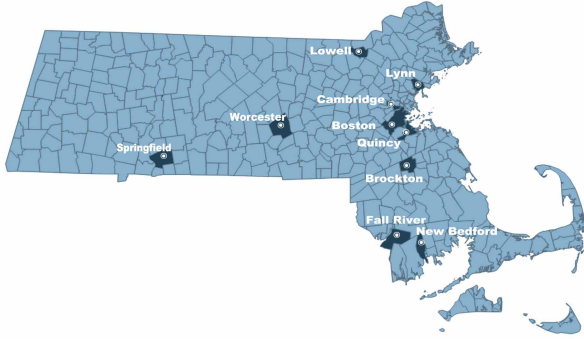 Lowell
Lynn
Cambridge
Worcester
Boston
Quincy
Springfield
Brockton
Fall River
New Bedford